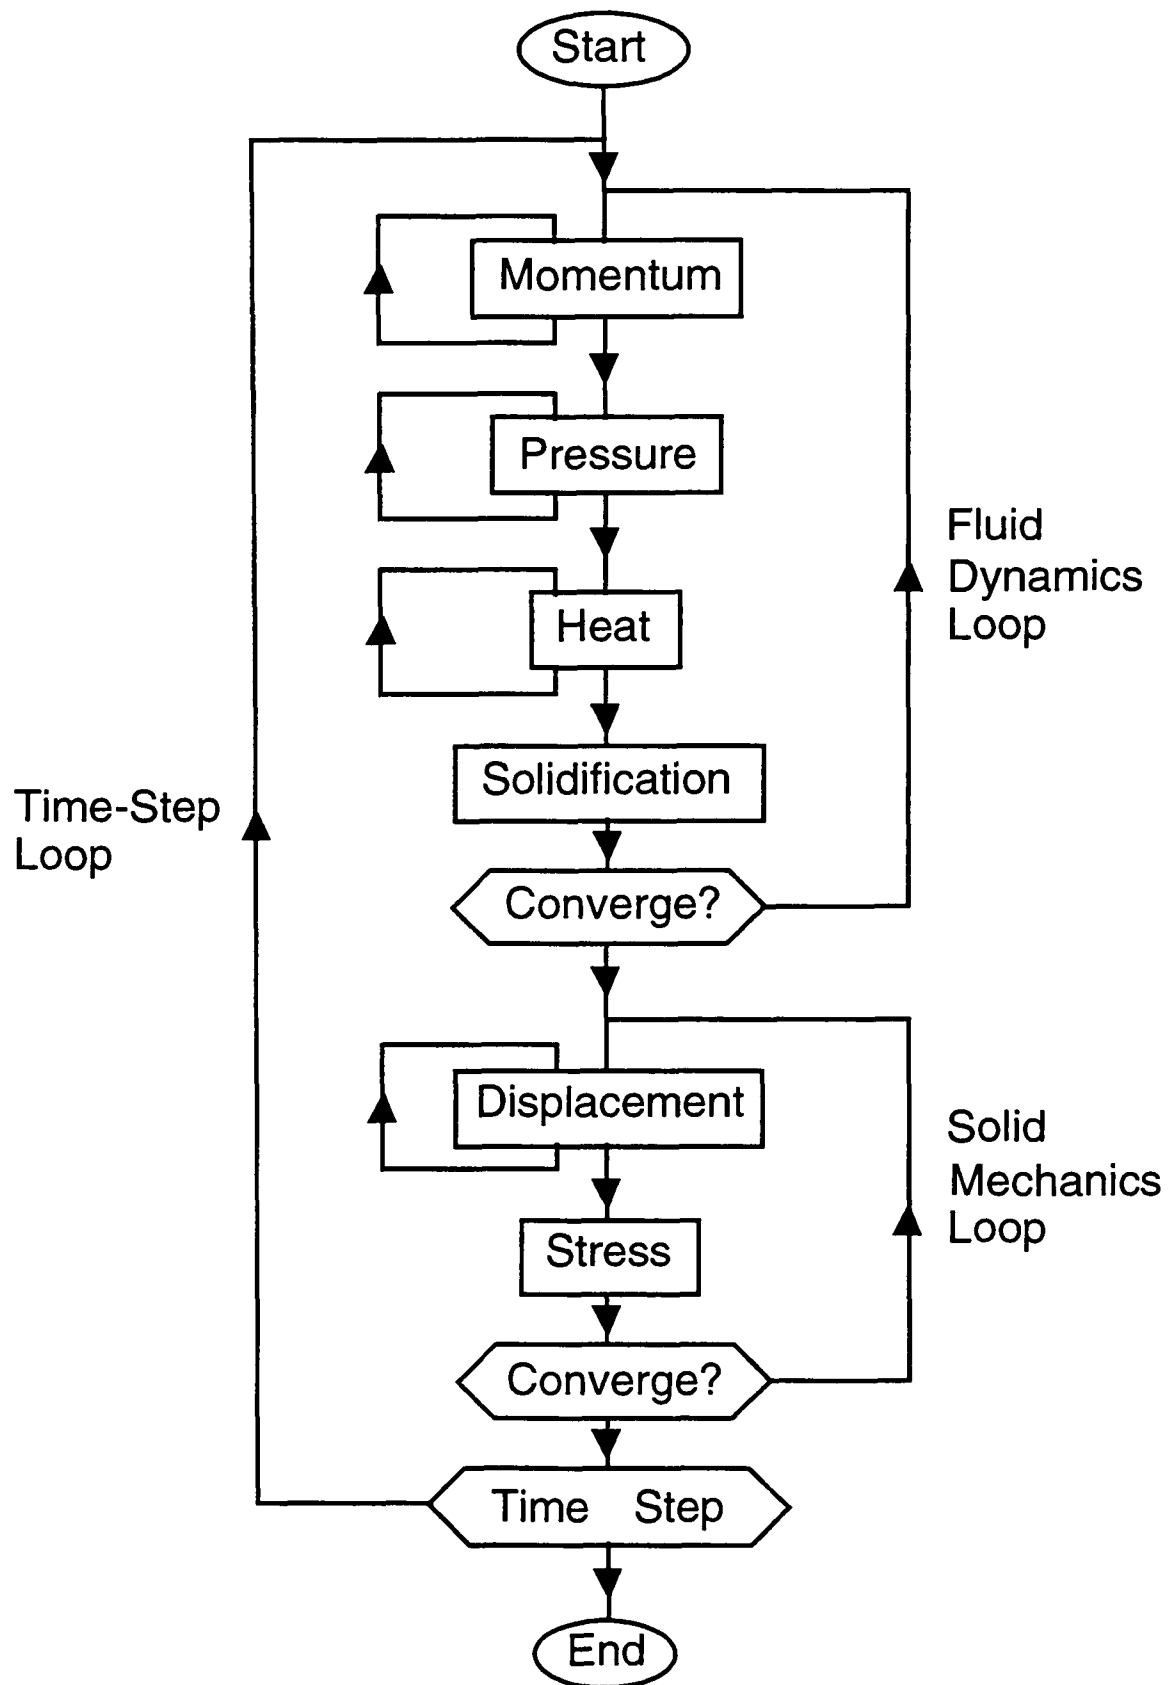 Start
Momentum
Pressure
Fluid
Dynamics
Loop
Heat
Solidification
Time-Step
Loop
Converge?
Displacement
Solid
Mechanics
Loop
Stress
Converge?
Time Step
End